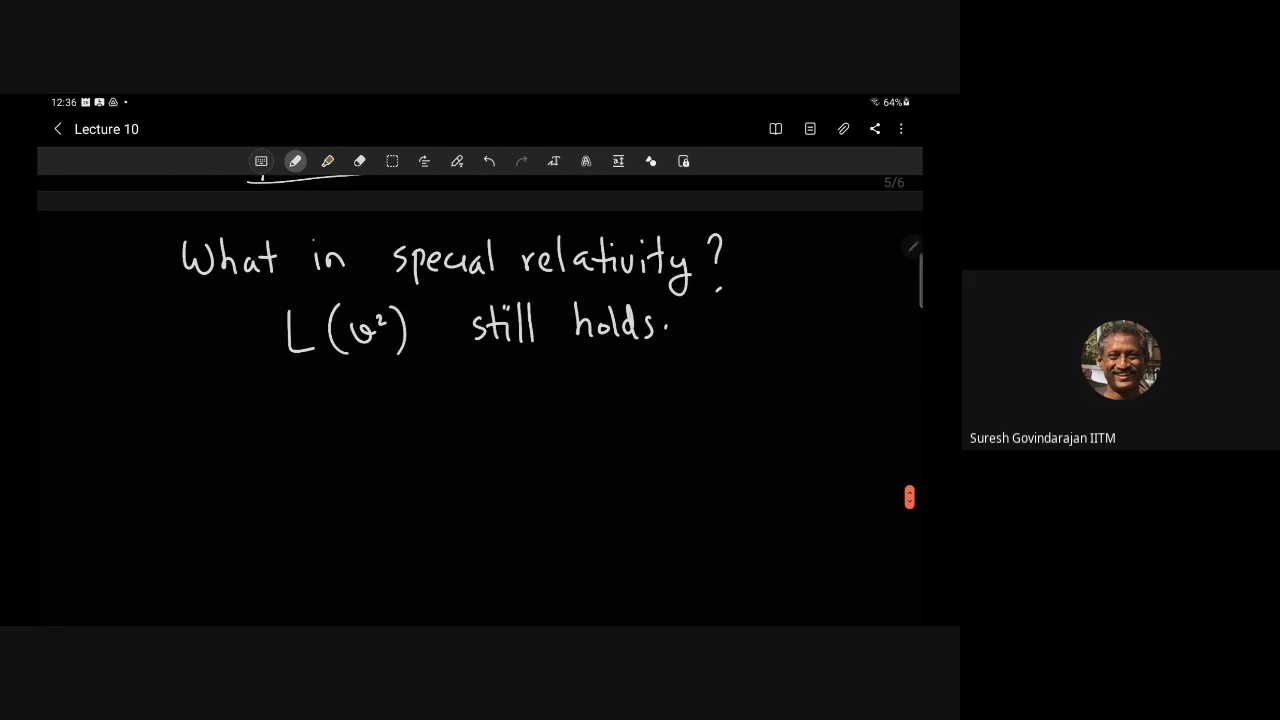 12:36
64%
Lecture 10
5/6
What in special relativity?
L(v²) still holds.
Suresh Govindarajan IITM